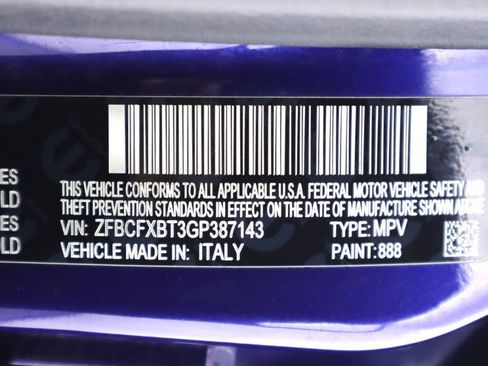 THIS VEHICLE CONFORMS TO ALL APPLICABLE U.S.A. FEDERAL MOTOR VEHICLE SAFETY AND
ES
THEFT PREVENTION STANDARDS IN EFFECT ON THE DATE OF MANUFACTURE SHOWN ABOVE
LD
VIN: ZFBCFXBT3GP387143 TYPE: MPV
ES
VEHICLE MADE IN: ITALY PAINT: 888
OLD